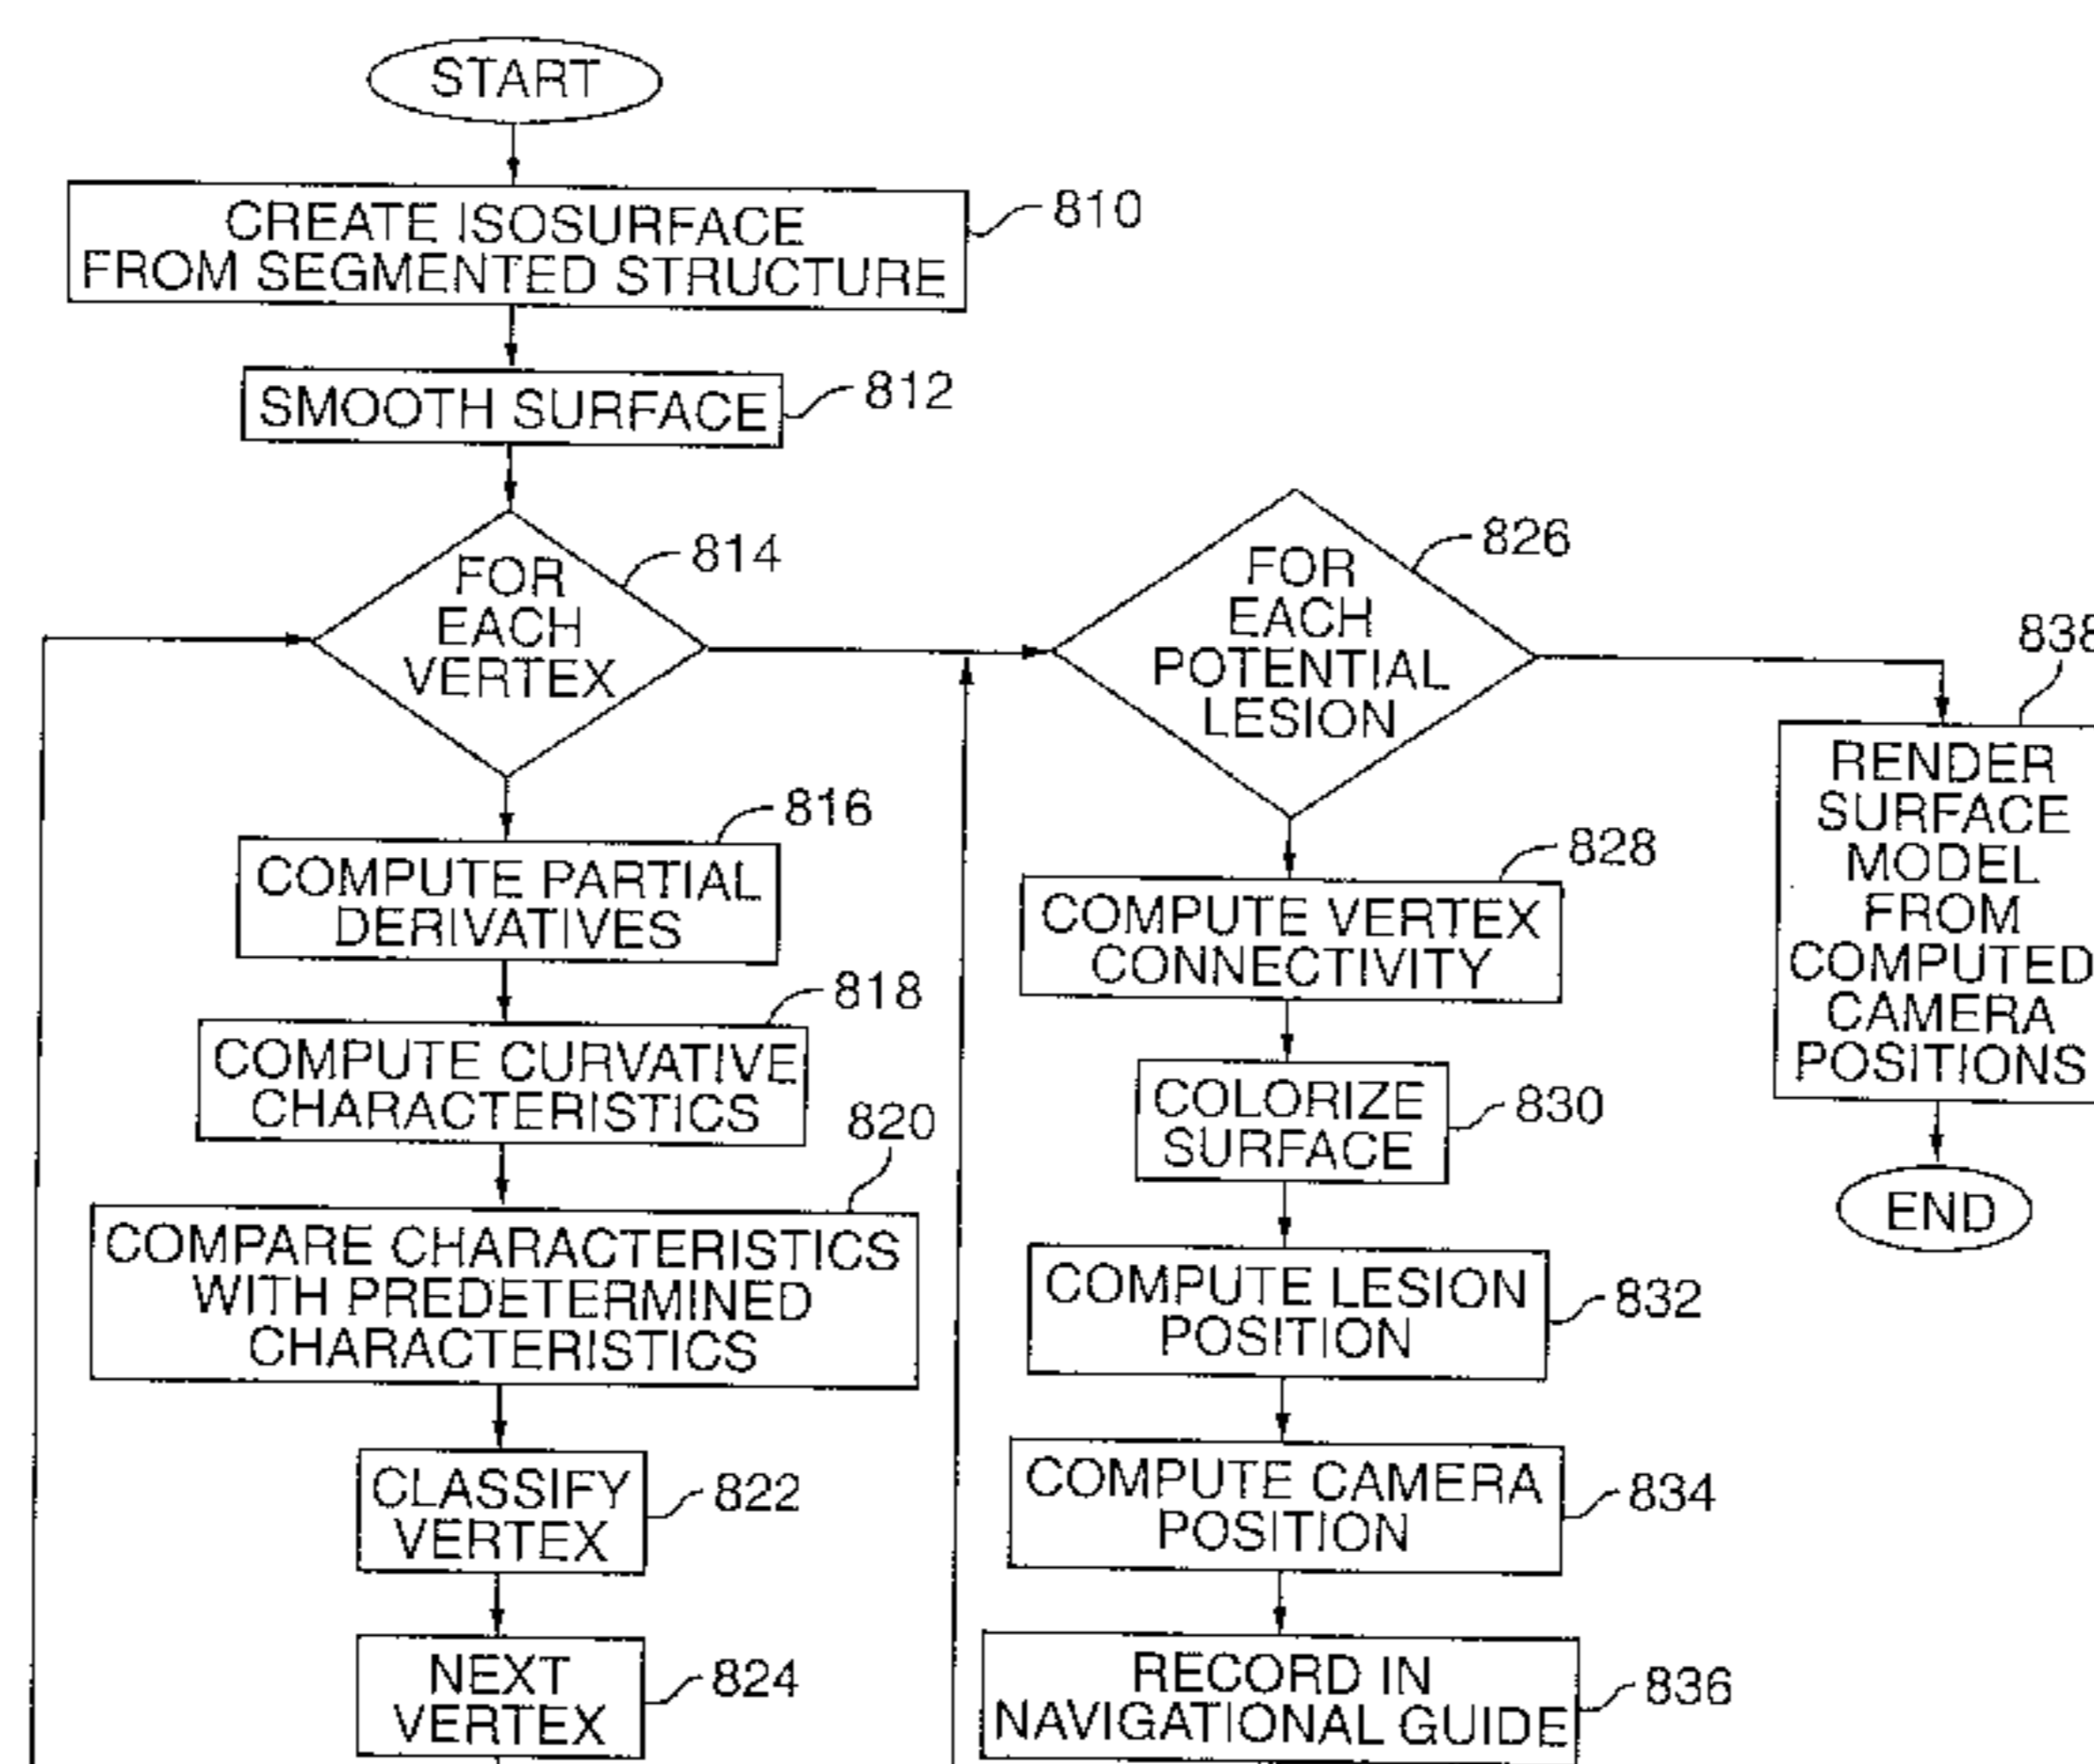 START
CREATE ISOSURFACE
FROM SEGMENTED STRUCTURE
810
SMOOTH SURFACE
812
FOR
EACH
VERTEX
814
COMPUTE PARTIAL
DERIVATIVES
816
COMPUTE CURVATIVE
CHARACTERISTICS
818
COMPARE CHARACTERISTICS
WITH PREDETERMINED
CHARACTERISTICS
820
CLASSIFY
VERTEX
822
NEXT
VERTEX
824
FOR
EACH
POTENTIAL
LESION
826
COMPUTE VERTEX
CONNECTIVITY
828
COLORIZE
SURFACE
830
COMPUTE LESION
POSITION
832
COMPUTE CAMERA
POSITION
834
RECORD IN
NAVIGATIONAL GUIDE
836
838
RENDER
SURFACE
MODEL
FROM
COMPUTED
CAMERA
POSITIONS
END